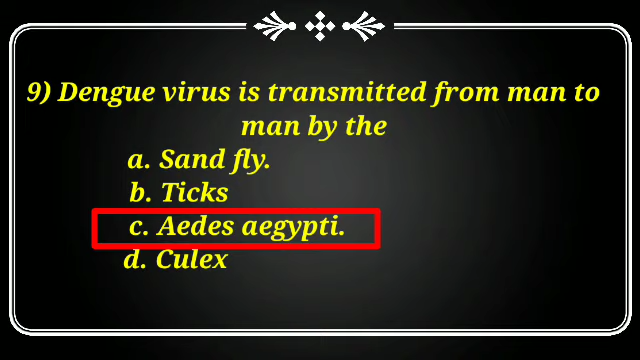 9) Dengue virus is transmitted from man to
man by the
a. Sand fly.
b. Ticks
c. Aedes aegypti.
d. Culex